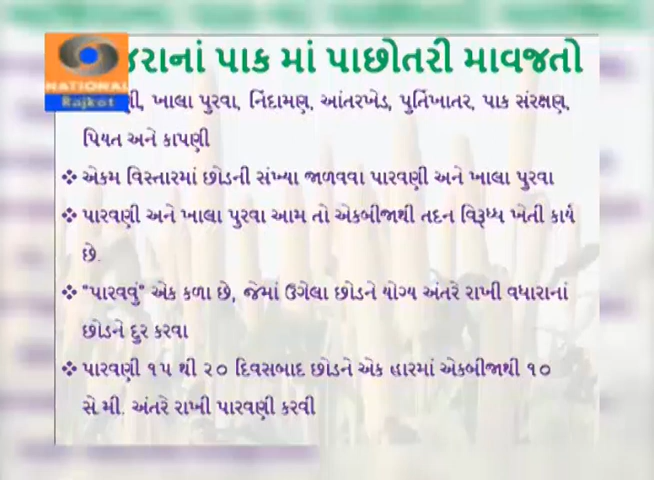 જરાનાં પાક માં પાછોતરી માવજતો
NATIONAL
Rajkot
ખાલા પુરવા, નિંદામણ, આંતરખેડ, પુર્તિખાતર, પાક સંરક્ષણ,
પિયત અને કાપણી
❖ એકમ વિસ્તારમાં છોડની સંખ્યા જાળવવા પારવણી અને ખાલા પુરવા
❖ પારવણી અને ખાલા પુરવા આમ તો એકબીજાથી તદન વિરૂધ્ધ ખેતી કાર્ય
છે.
❖ "પારવવું" એક કળા છે, જેમાં ઉગેલા છોડને યોગ્ય અંતરે રાખી વધારાનાં
છોડને દુર કરવા
❖ પારવણી ૧૫ થી ૨૦ દિવસબાદ છોડને એક હારમાં એકબીજાથી ૧૦
સે.મી. અંતરે રાખી પારવણી કરવી